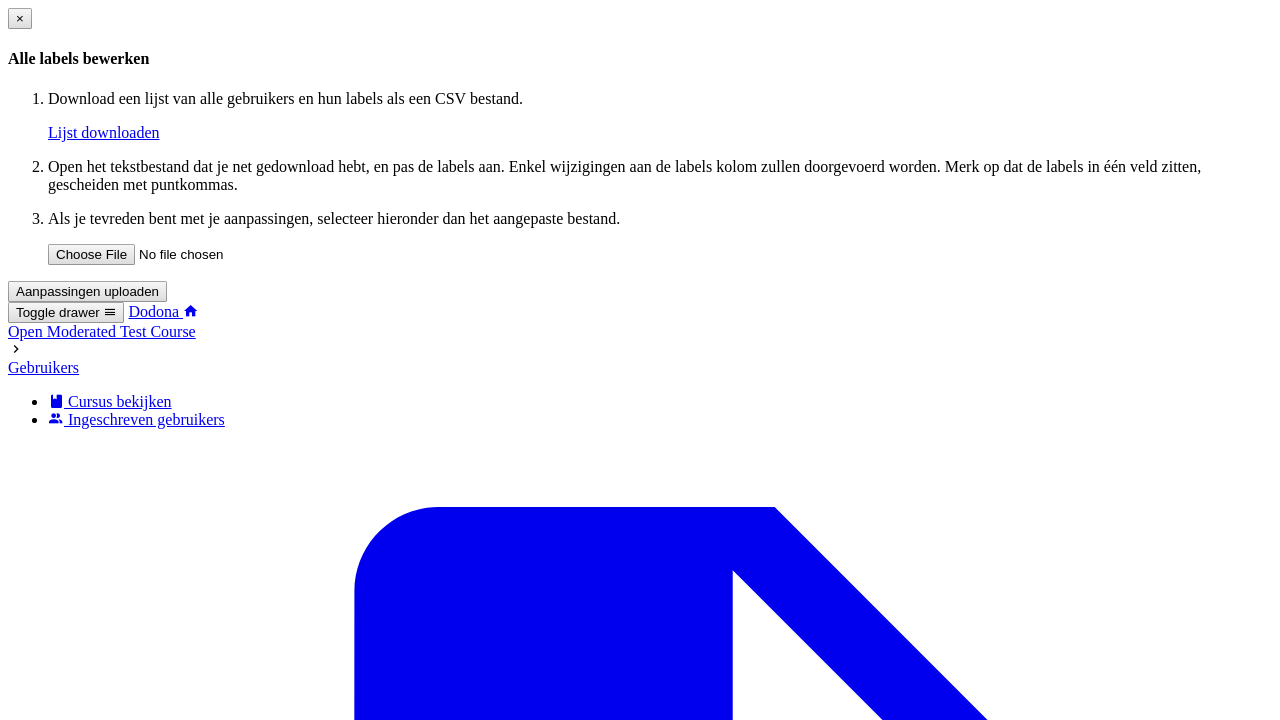 ×
Alle labels bewerken
1. Download een lijst van alle gebruikers en hun labels als een CSV bestand.
Lijst downloaden
2. Open het tekstbestand dat je net gedownload hebt, en pas de labels aan. Enkel wijzigingen aan de labels kolom zullen doorgevoerd worden. Merk op dat de labels in één veld zitten,
gescheiden met puntkommas.
3. Als je tevreden bent met je aanpassingen, selecteer hieronder dan het aangepaste bestand.
Choose File No file chosen
Aanpassingen uploaden
Toggle drawer Dodona
Open Moderated Test Course
Gebruikers
Cursus bekijken
Ingeschreven gebruikers